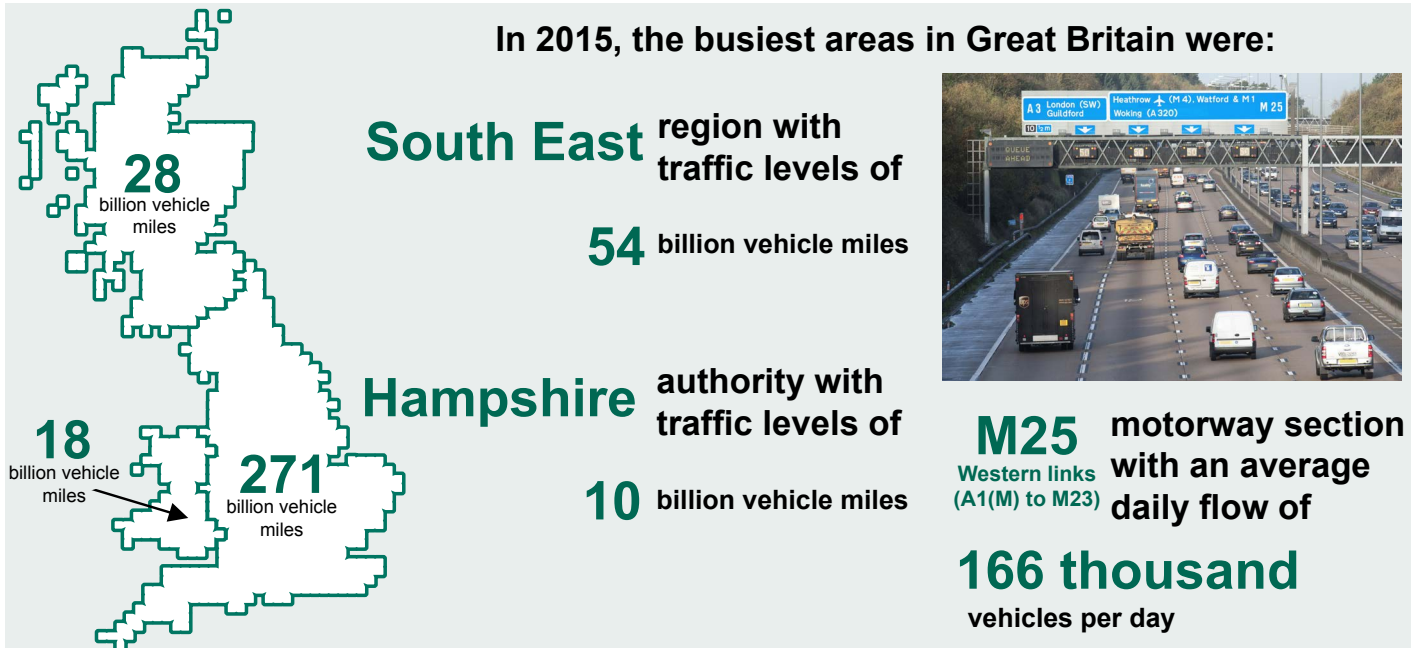 In 2015, the busiest areas in Great Britain were:
28
billion vehicle
miles
18
billion vehicle
miles
271
billion vehicle
miles
South East region with
traffic levels of
54 billion vehicle miles
Hampshire authority with
traffic levels of
10 billion vehicle miles
A 3 London (SW)
Guildford
10 ½ m
Heathrow (M 4), Watford & M 1
Woking (A 320)
M 25
QUEUE
AHEAD
M25
Western links
(A1(M) to M23)
motorway section
with an average
daily flow of
166 thousand
vehicles per day